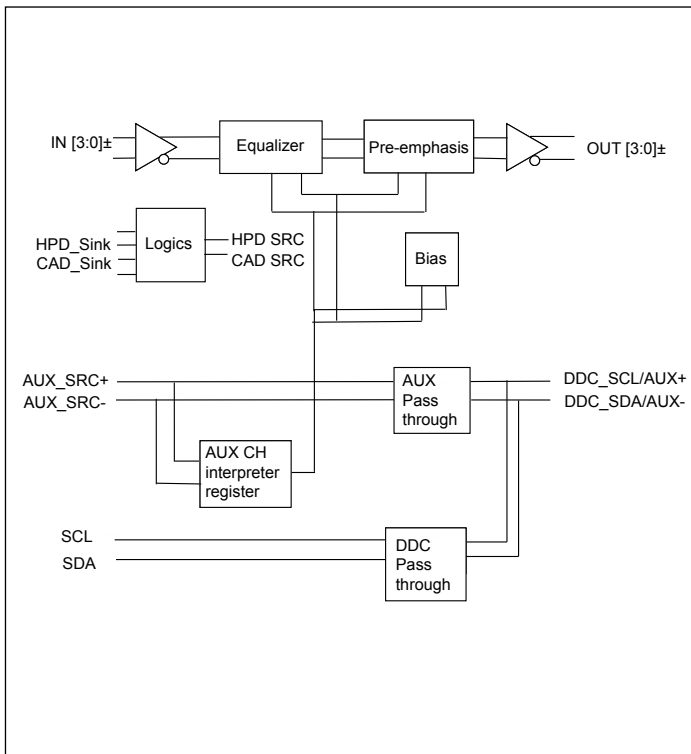 IN [3:0]±
Equalizer
Pre-emphasis
OUT [3:0]±
HPD_Sink
CAD_Sink
Logics
HPD SRC
CAD SRC
Bias
AUX_SRC+
AUX_SRC-
AUX
Pass
through
DDC_SCL/AUX+
DDC_SDA/AUX-
AUX CH
interpreter
register
SCL
SDA
DDC
Pass
through